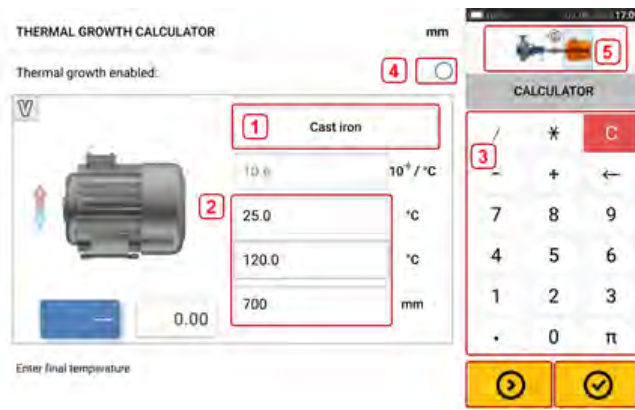 THERMAL GROWTH CALCULATOR mm
17:0
5
Thermal growth enabled: 4
CALCULATOR
V
1 Cast iron
/ * C
3
10.6 /°C
- + ←
2 25.0 °C
7 8 9
120.0 °C
4 5 6
700 mm
1 2 3
— 0.00
. 0 π
Enter final temperature